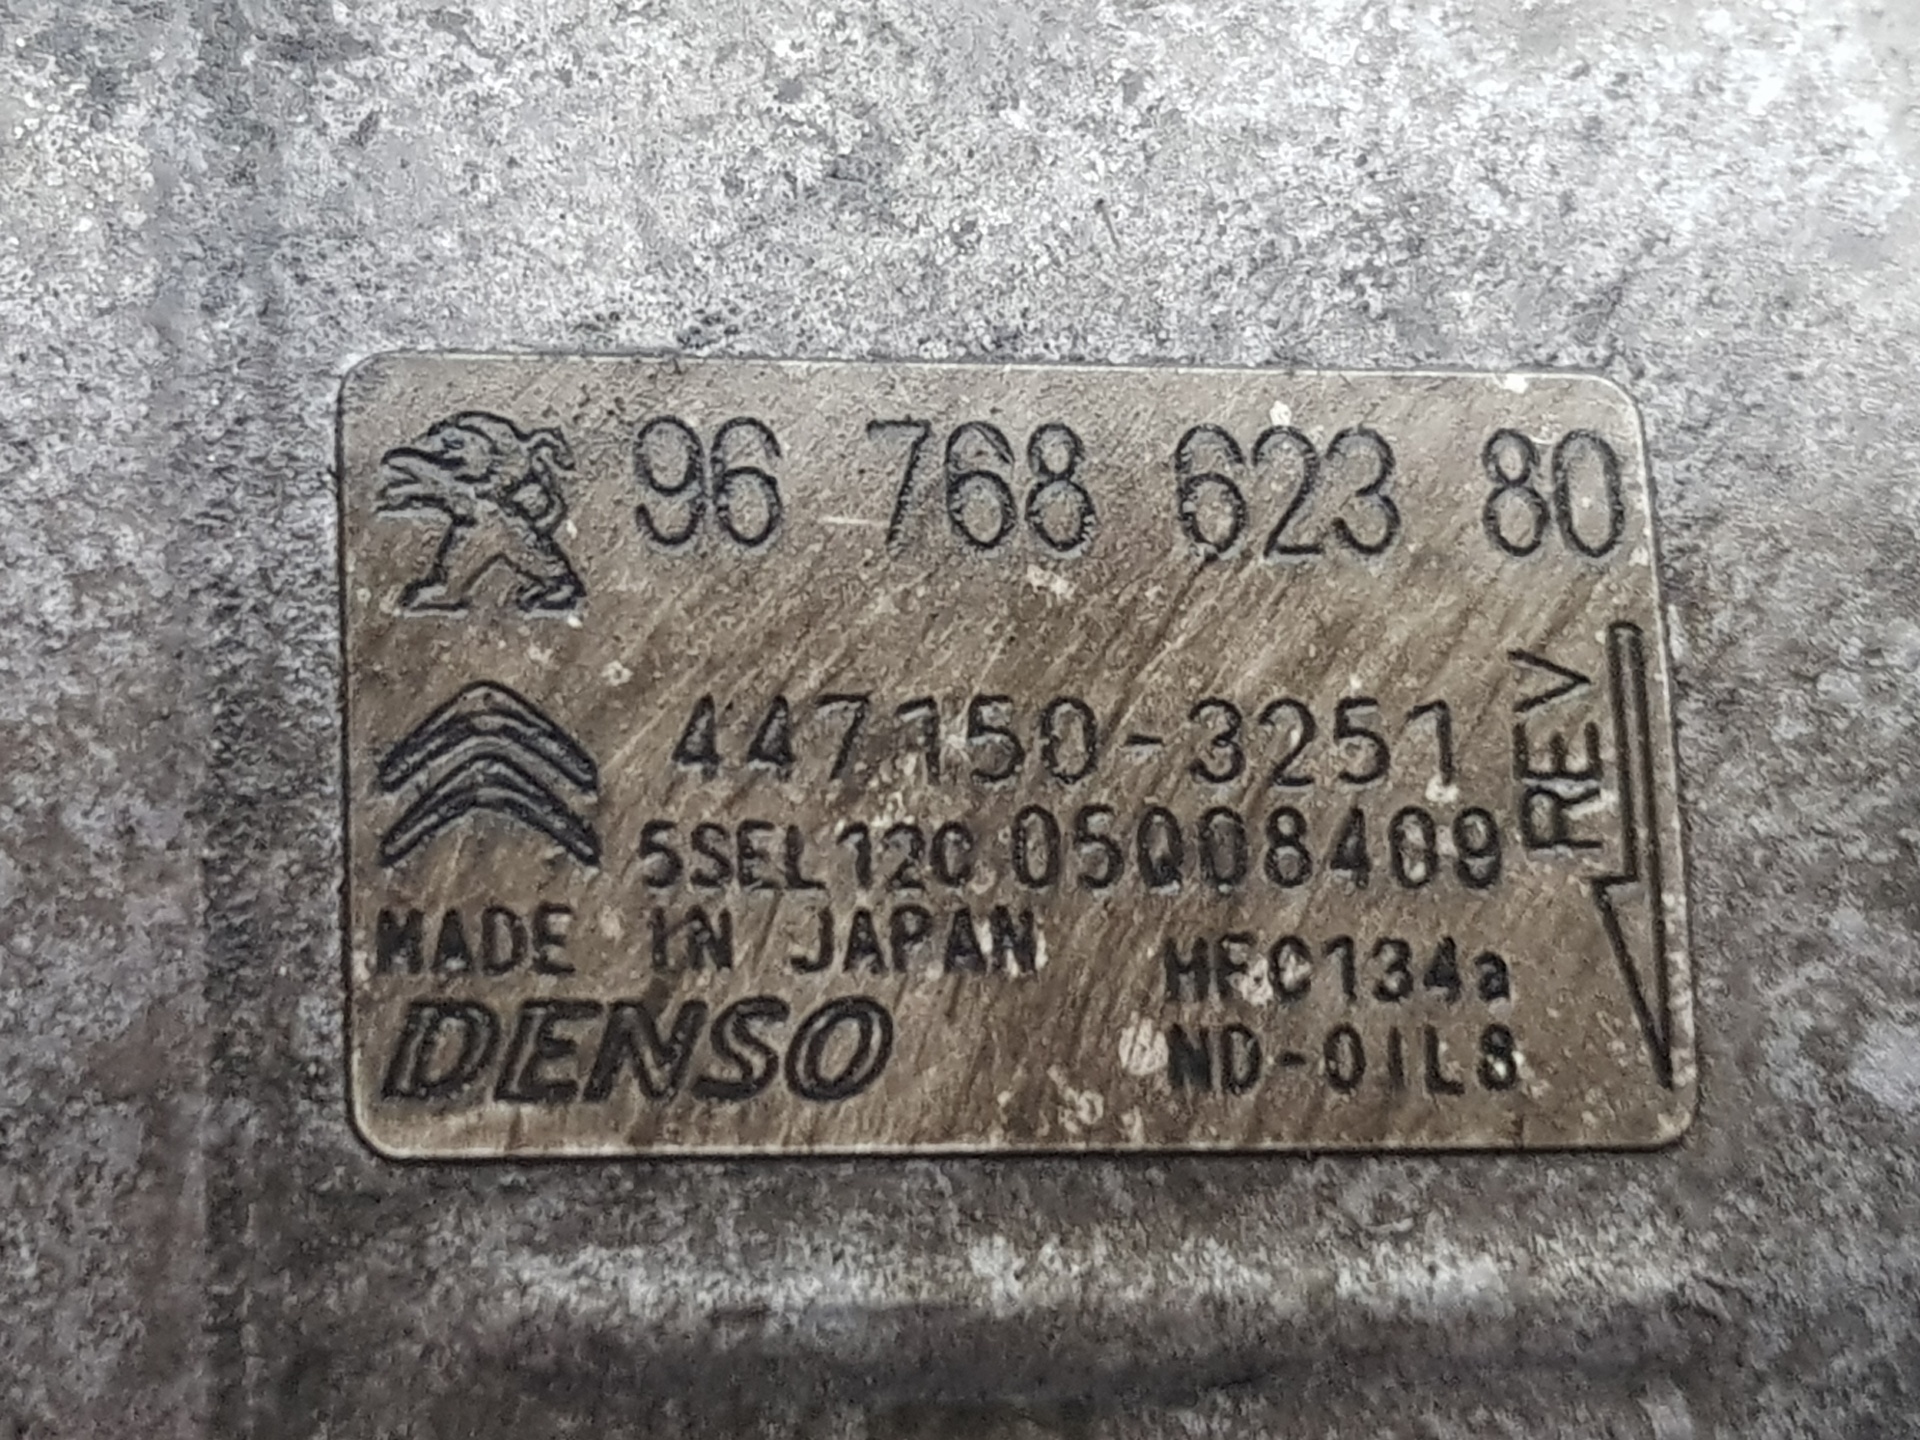 96 768 623 80
447150-3251
5SEL12C 05Q08409
REV
MADE IN JAPAN
HFC134a
DENSO
ND-OIL8